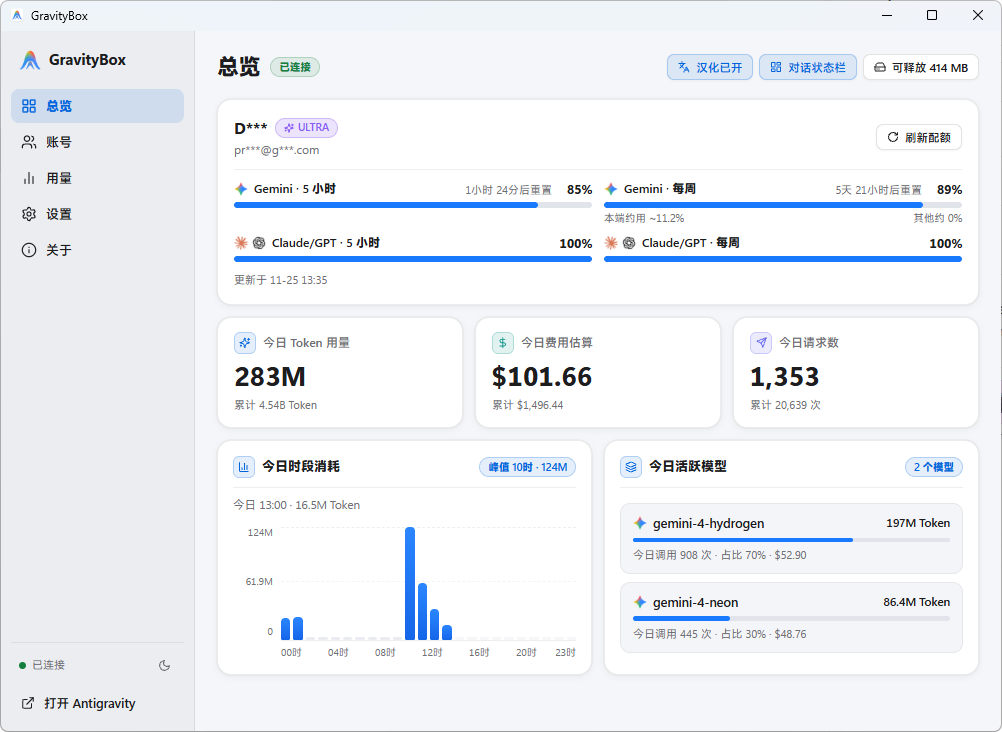 GravityBox
GravityBox
总览
账号
用量
设置
关于
已连接
打开 Antigravity
总览 已连接
汉化已开 对话状态栏 可释放 414 MB
D*** ULTRA
pr***@g***.com
刷新配额
Gemini · 5 小时 1小时 24分后重置 85%
Gemini · 每周 5天 21小时后重置 89%
本端约用 ~11.2% 其他约 0%
Claude/GPT · 5 小时 100%
Claude/GPT · 每周 100%
更新于 11-25 13:35
今日 Token 用量
283M
累计 4.54B Token
今日费用估算
$101.66
累计 $1,496.44
今日请求数
1,353
累计 20,639 次
今日时段消耗 峰值 10时 · 124M
今日 13:00 · 16.5M Token
124M
61.9M
0
00时 04时 08时 12时 16时 20时 23时
今日活跃模型 2 个模型
gemini-4-hydrogen 197M Token
今日调用 908 次 · 占比 70% · $52.90
gemini-4-neon 86.4M Token
今日调用 445 次 · 占比 30% · $48.76